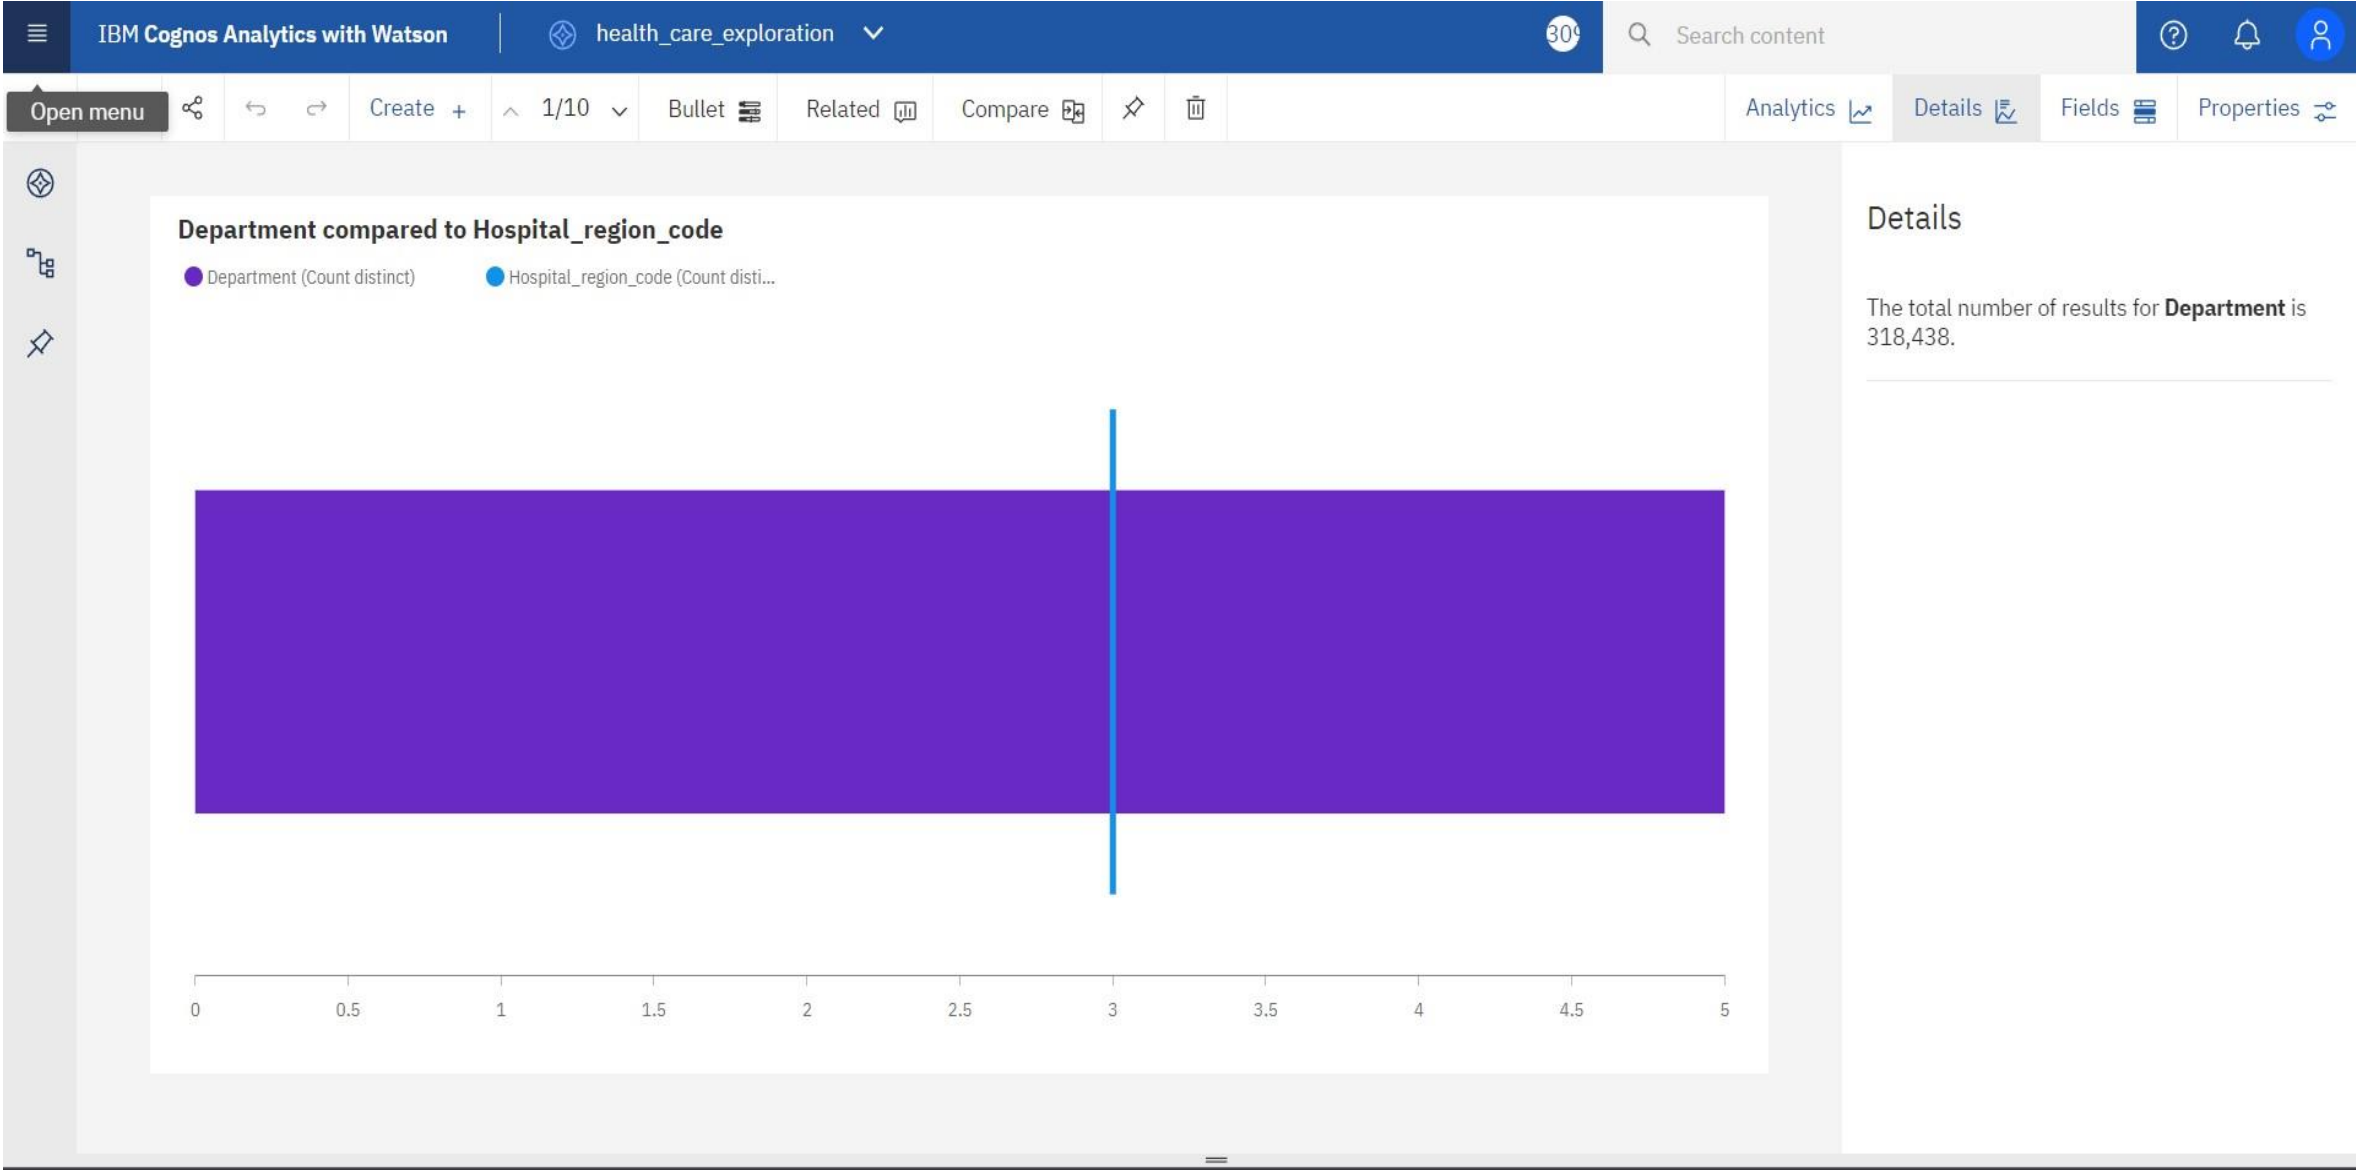 IBM Cognos Analytics with Watson
health_care_exploration
Search content
Open menu
Create +
1/10
Bullet
Related
Compare
Analytics
Details
Fields
Properties
Department compared to Hospital_region_code
Department (Count distinct)
Hospital_region_code (Count disti...
0 0.5 1 1.5 2 2.5 3 3.5 4 4.5 5
Details
The total number of results for Department is
318,438.